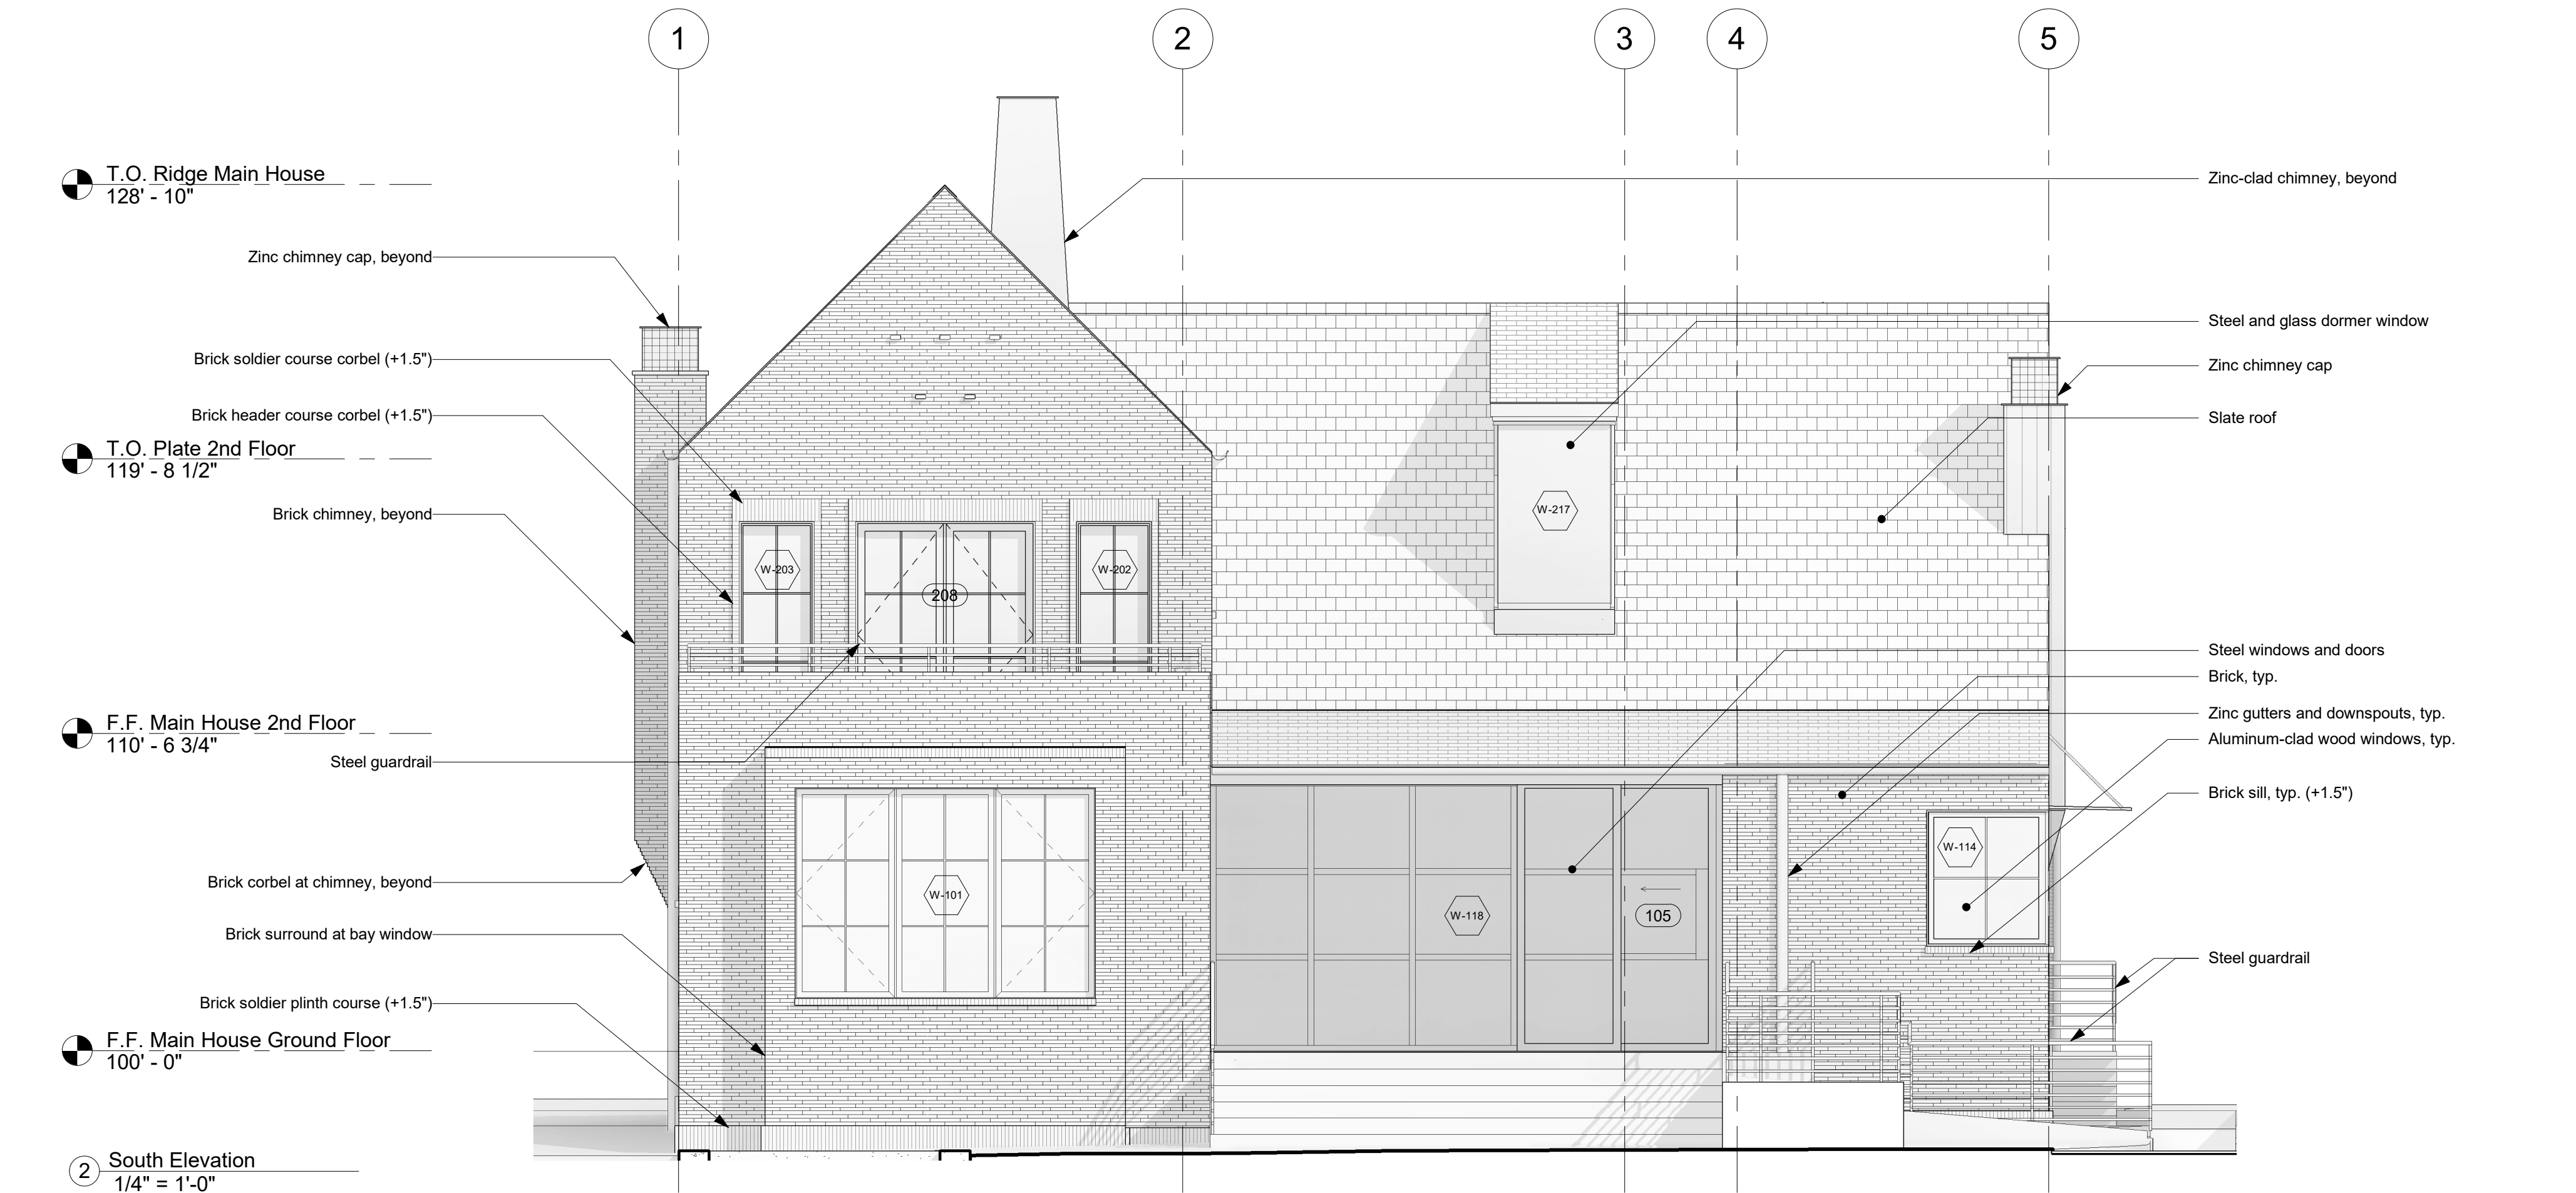 1
2
3
4
5
T.O. Ridge Main House
128' - 10"
Zinc-clad chimney, beyond
Zinc chimney cap, beyond
Steel and glass dormer window
Brick soldier course corbel (+1.5")
Zinc chimney cap
Brick header course corbel (+1.5")
Slate roof
T.O. Plate 2nd Floor
119' - 8 1/2"
Brick chimney, beyond
W-217
W-203
W-202
208
Steel windows and doors
Brick, typ.
Zinc gutters and downspouts, typ.
F.F. Main House 2nd Floor
110' - 6 3/4"
Aluminum-clad wood windows, typ.
Steel guardrail
Brick sill, typ. (+1.5")
W-114
Brick corbel at chimney, beyond
W-101
W-118
105
Brick surround at bay window
Steel guardrail
Brick soldier plinth course (+1.5")
F.F. Main House Ground Floor
100' - 0"
2
South Elevation
1/4" = 1'-0"